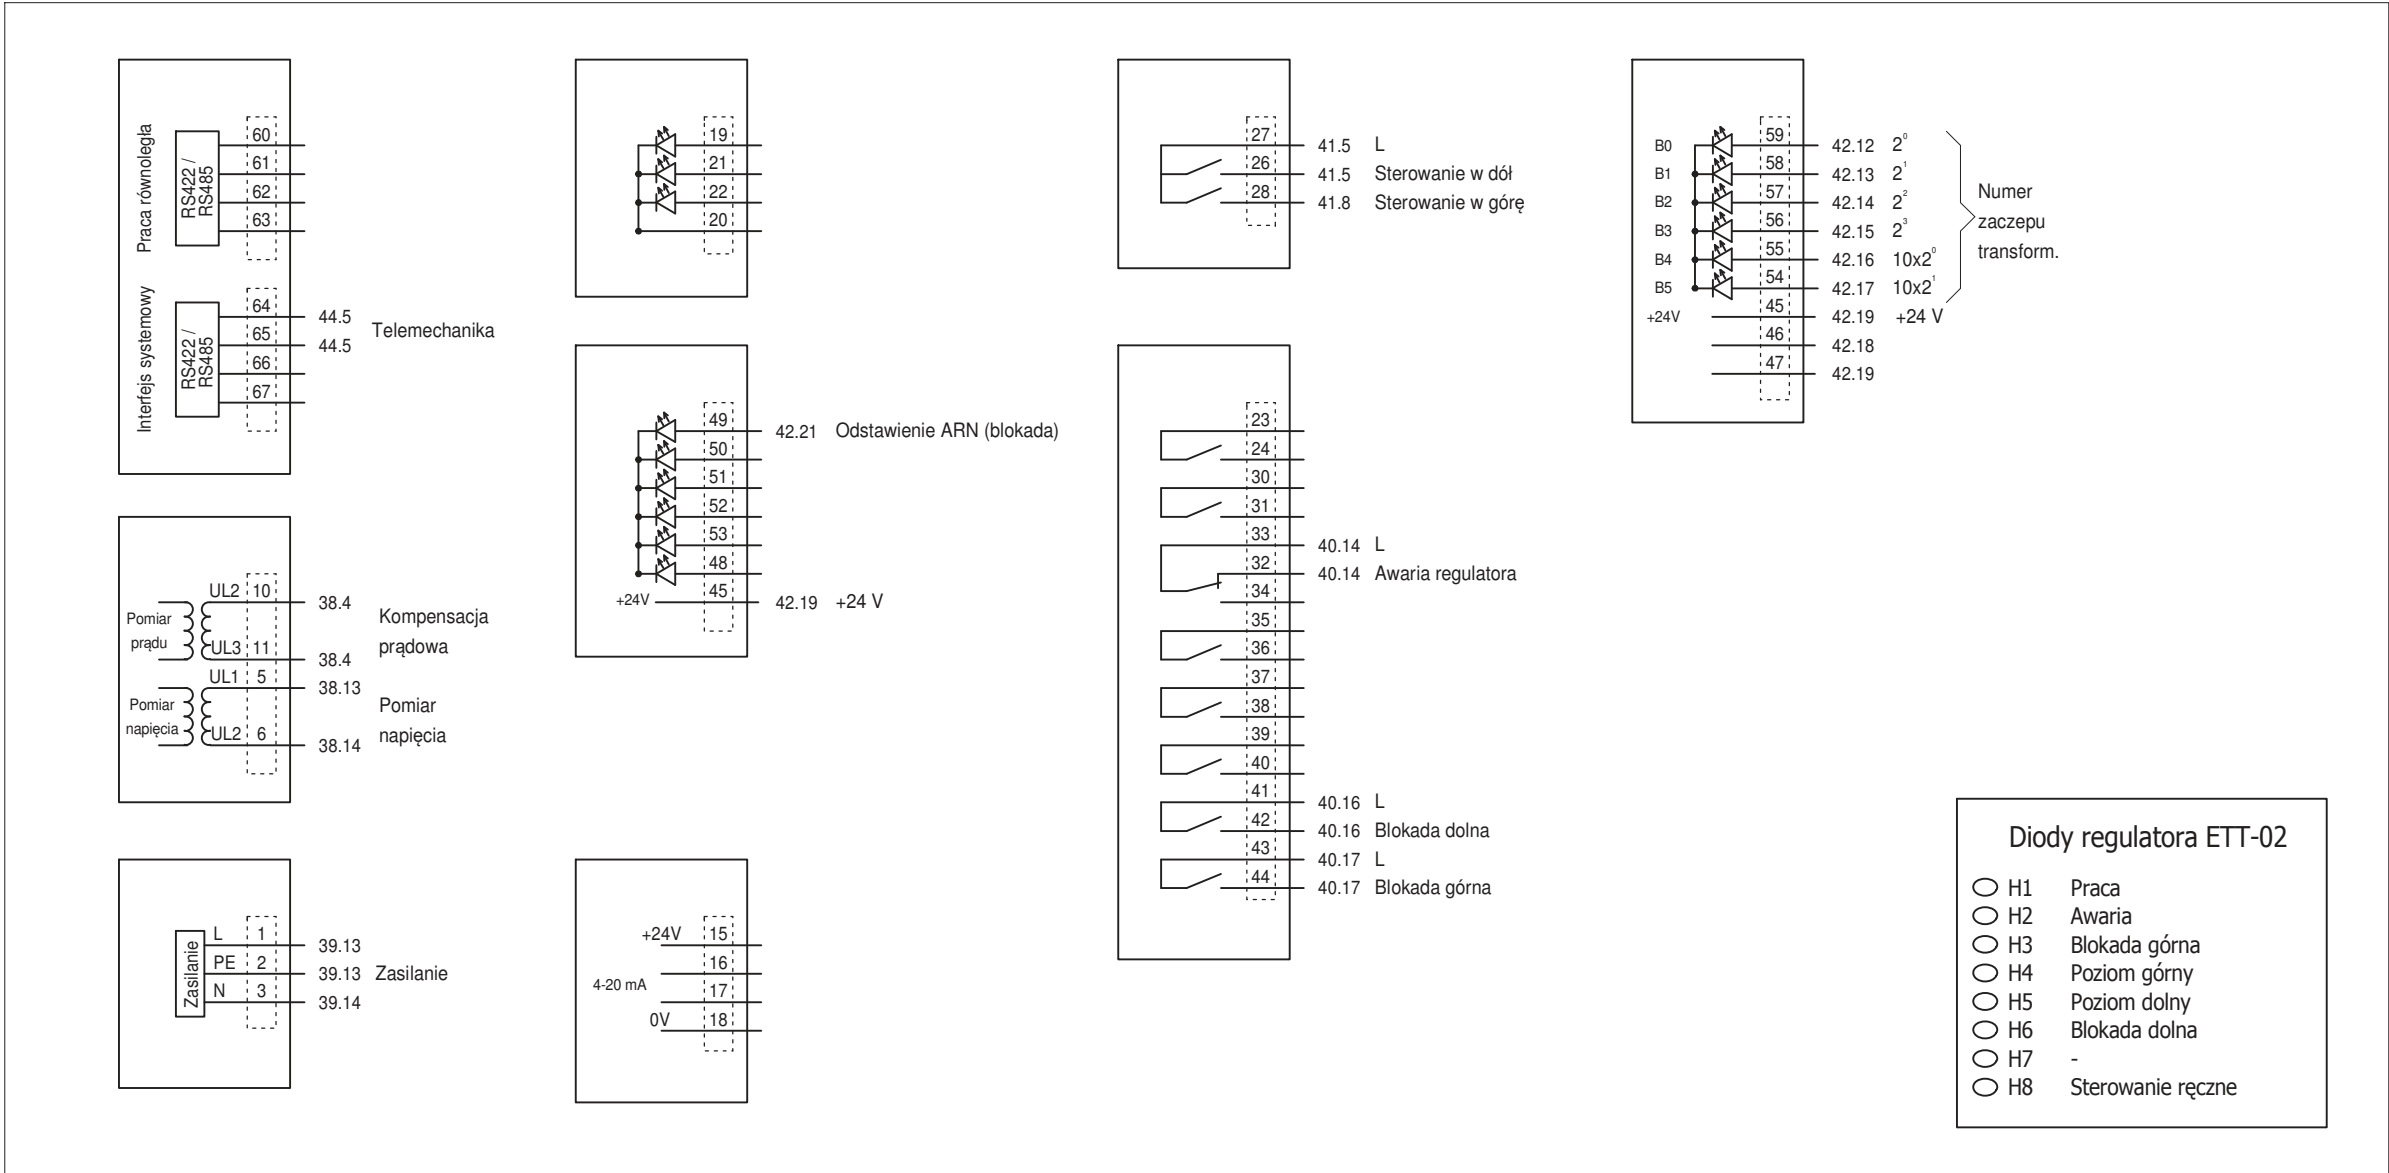 Praca równoległa
RS422 /
RS485
60
61
62
63
Interfejs systemowy
RS422 /
RS485
64
65
66
67
44.5
44.5
Telemechanika
Pomiar
prądu
UL2 10
UL3 11
38.4
38.4
Kompensacja
prądowa
Pomiar
napięcia
UL1 5
UL2 6
38.13
38.14
Pomiar
napięcia
Zasilanie
L 1 39.13
PE 2 39.13 Zasilanie
N 3 39.14
19
21
22
20
49 42.21 Odstawienie ARN (blokada)
50
51
52
53
48
+24V 45 42.19 +24 V
+24V 15
16
4-20 mA
17
0V 18
27 41.5 L
26 41.5 Sterowanie w dół
28 41.8 Sterowanie w górę
23
24
30
31
33 40.14 L
32 40.14 Awaria regulatora
34
35
36
37
38
39
40
41 40.16 L
42 40.16 Blokada dolna
43 40.17 L
44 40.17 Blokada górna
B0 59 42.12 2⁰
B1 58 42.13 2¹
B2 57 42.14 2²
B3 56 42.15 2³
B4 55 42.16 10x2⁰
B5 54 42.17 10x2¹
+24V 45 42.19 +24 V
46 42.18
47 42.19
Numer
zaczepu
transform.
Diody regulatora ETT-02
H1 Praca
H2 Awaria
H3 Blokada górna
H4 Poziom górny
H5 Poziom dolny
H6 Blokada dolna
H7 -
H8 Sterowanie ręczne